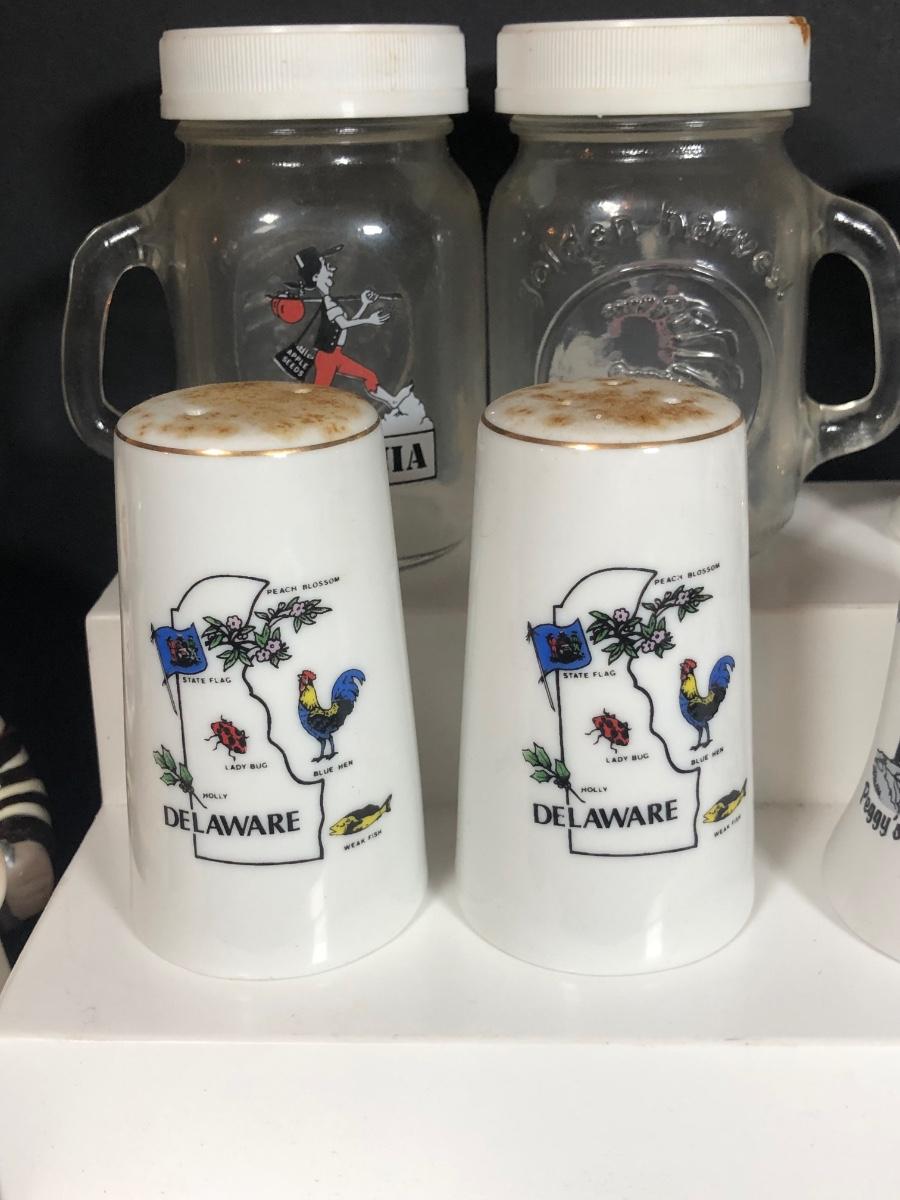 golden harvest
APPLE
SEEDS
NIA
PEACH BLOSSOM
STATE FLAG
LADY BUG
BLUE HEN
HOLLY
DELAWARE
WEAK FISH
PEACH BLOSSOM
STATE FLAG
LADY BUG
BLUE HEN
HOLLY
DELAWARE
WEAK FISH
Peggy &